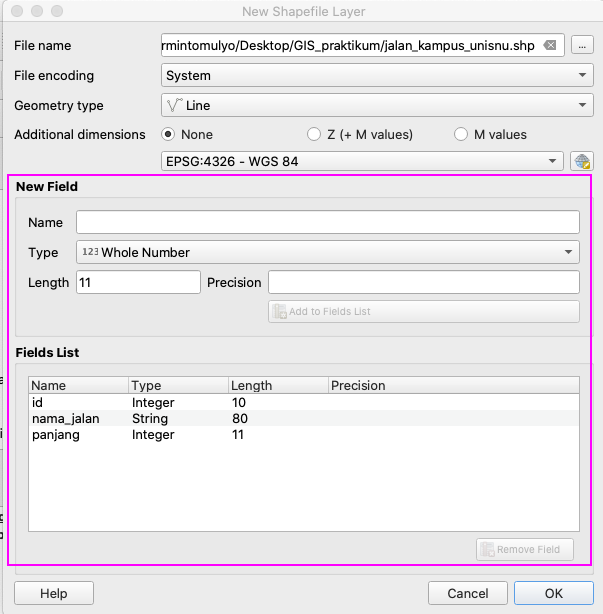 New Shapefile Layer
File name rmintomulyo/Desktop/GIS_praktikum/jalan_kampus_unisnu.shp ...
File encoding System
Geometry type Line
Additional dimensions None Z (+ M values) M values
EPSG:4326 - WGS 84
New Field
Name
Type 123 Whole Number
Length 11 Precision
Add to Fields List
Fields List
Name Type Length Precision
id Integer 10
nama_jalan String 80
panjang Integer 11
Remove Field
Help Cancel OK